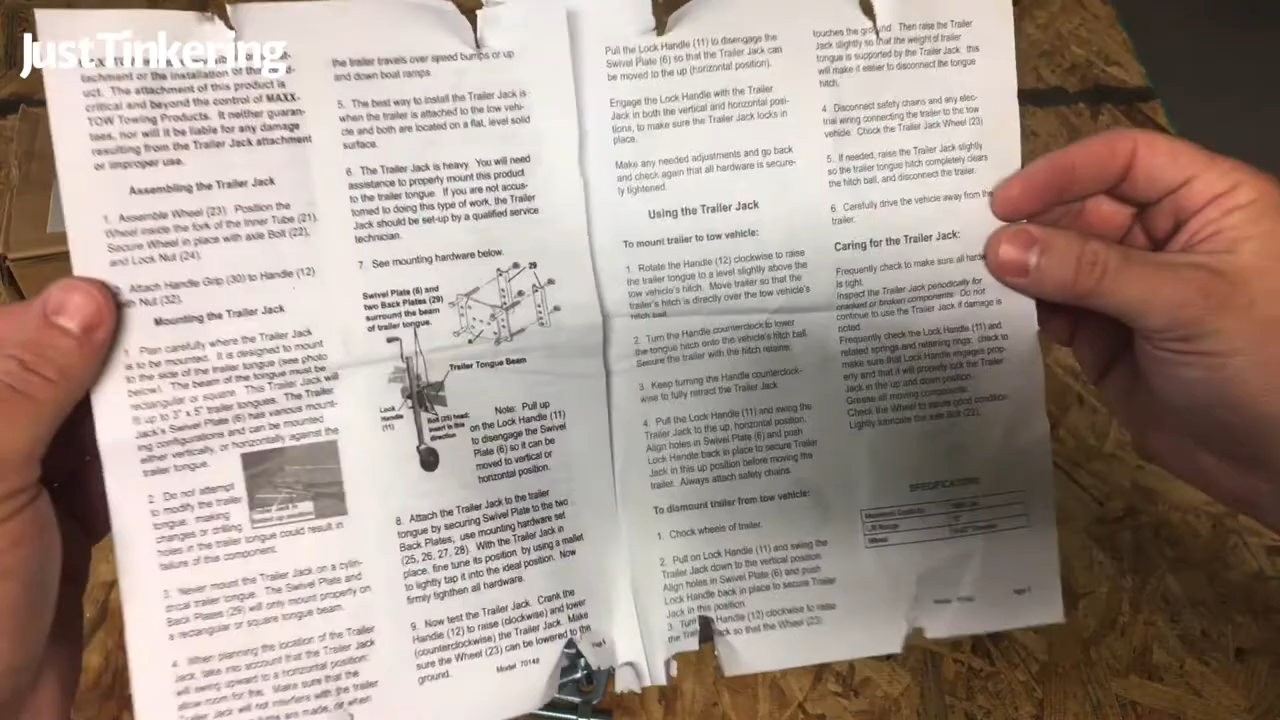 Just Tinkering
tachment or the installation of the
uct. The attachment of this product is
critical and beyond the control of MAXX-
TOW Towing Products. It neither guaran-
tees, nor will it be liable for any damage
resulting from the Trailer Jack attachment
or improper use.
Assembling the Trailer Jack
1. Assemble Wheel (23). Position the
Wheel inside the fork of the Inner Tube (21).
Secure Wheel in place with axle Bolt (22),
and Lock Nut (24).
Attach Handle Grip (30) to Handle (12)
Nut (32).
Mounting the Trailer Jack
1. Plan carefully where the Trailer Jack
is to be mounted. It is designed to mount
to the side of the trailer tongue (see photo
below). The beam of the tongue must be
rectangular or square. This Trailer Jack will
fit up to 3" x 5" trailer tongues. The Trailer
Jack's Swivel Plate (6) has various mount-
ing configurations and can be mounted
either vertically, or horizontally against the
trailer tongue.
2. Do not attempt
to modify the trailer
tongue, making
changes or drilling
holes in the trailer tongue could result in
failure of this component.
3. Never mount the Trailer Jack on a cylin-
drical trailer tongue. The Swivel Plate and
Back Plates (29) will only mount properly on
a rectangular or square tongue beam.
4. When planning the location of the Trailer
Jack, take into account that the Trailer Jack
will swing upward to a horizontal position;
allow room for this. Make sure that the
Trailer Jack will not interfere with the trailer
are made, or when
the trailer travels over speed bumps or up
and down boat ramps.
5. The best way to install the Trailer Jack is
when the trailer is attached to the tow vehi-
cle and both are located on a flat, level solid
surface.
6. The Trailer Jack is heavy. You will need
assistance to properly mount this product
to the trailer tongue. If you are not accus-
tomed to doing this type of work, the Trailer
Jack should be set-up by a qualified service
technician.
7. See mounting hardware below.
Swivel Plate (6) and
two Back Plates (29)
surround the beam
of trailer tongue.
29
Trailer Tongue Beam
Lock
Handle
(11)
Bolt (25) head:
insert in this
direction
Note: Pull up
on the Lock Handle (11)
to disengage the Swivel
Plate (6) so it can be
moved to vertical or
horizontal position.
8. Attach the Trailer Jack to the trailer
tongue by securing Swivel Plate to the two
Back Plates; use mounting hardware set
(25, 26, 27, 28). With the Trailer Jack in
place, fine tune its position by using a mallet
to lightly tap it into the ideal position. Now
firmly tighten all hardware.
9. Now test the Trailer Jack. Crank the
Handle (12) to raise (clockwise) and lower
(counterclockwise) the Trailer Jack. Make
sure the Wheel (23) can be lowered to the
ground.
Model 70148
Pull the Lock Handle (11) to disengage the
Swivel Plate (6) so that the Trailer Jack can
be moved to the up (horizontal position).
Engage the Lock Handle with the Trailer
Jack in both the vertical and horizontal posi-
tions, to make sure the Trailer Jack locks in
place.
Make any needed adjustments and go back
and check again that all hardware is secure-
ly tightened.
Using the Trailer Jack
To mount trailer to tow vehicle:
1. Rotate the Handle (12) clockwise to raise
the trailer tongue to a level slightly above the
tow vehicle's hitch. Move trailer so that the
trailer's hitch is directly over the tow vehicle's
hitch ball.
2. Turn the Handle counterclock to lower
the tongue hitch onto the vehicle's hitch ball.
Secure the trailer with the hitch retainer.
3. Keep turning the Handle counterclock-
wise to fully retract the Trailer Jack
4. Pull the Lock Handle (11) and swing the
Trailer Jack to the up, horizontal position.
Align holes in Swivel Plate (6) and push
Lock Handle back in place to secure Trailer
Jack in this up position before moving the
trailer. Always attach safety chains.
To dismount trailer from tow vehicle:
1. Chock wheels of trailer.
2. Pull on Lock Handle (11) and swing the
Trailer Jack down to the vertical position.
Align holes in Swivel Plate (6) and push
Lock Handle back in place to secure Trailer
Jack in this position.
3. Turn Handle (12) clockwise to raise
the so that the Wheel (23)
touches the ground. Then raise the Trailer
Jack slightly so that the weight of trailer
tongue is supported by the Trailer Jack; this
will make it easier to disconnect the tongue
hitch.
4. Disconnect safety chains and any elec-
trial wiring connecting the trailer to the tow
vehicle. Chock the Trailer Jack Wheel (23)
5. If needed, raise the Trailer Jack slightly
so the trailer tongue hitch completely clears
the hitch ball, and disconnect the trailer.
6. Carefully drive the vehicle away from the
trailer.
Caring for the Trailer Jack:
Frequently check to make sure all
is tight.
Inspect the Trailer Jack periodically for
cracked or broken components. Do not
continue to use the Trailer Jack if damage is
noted.
Frequently check the Lock Handle (11) and
related springs and retaining rings; check to
make sure that Lock Handle engages prop-
erly and that it will properly lock the Trailer
Jack in the up and down position.
Grease all moving components.
Check the Wheel to insure good condition.
Lightly lubricate the axle Bolt (22).
SPECIFICATIONS
Lift Range
Wheel